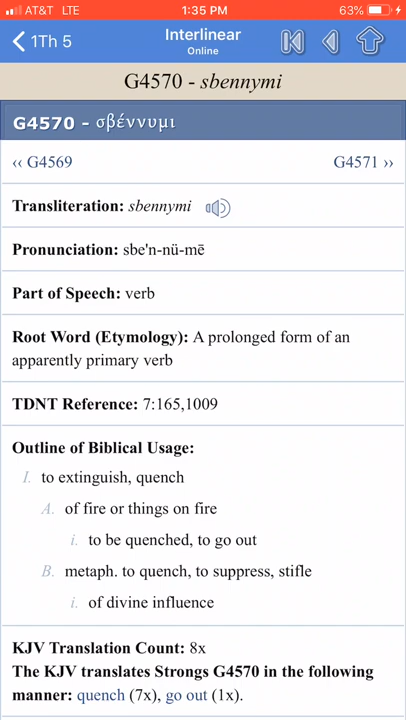 AT&T LTE 1:35 PM 63%
1Th 5 Interlinear
Online
G4570 - sbennymi
G4570 - σβέννυμι
‹‹ G4569 G4571 ››
Transliteration: sbennymi
Pronunciation: sbe'n-nü-mē
Part of Speech: verb
Root Word (Etymology): A prolonged form of an
apparently primary verb
TDNT Reference: 7:165,1009
Outline of Biblical Usage:
I. to extinguish, quench
A. of fire or things on fire
i. to be quenched, to go out
B. metaph. to quench, to suppress, stifle
i. of divine influence
KJV Translation Count: 8x
The KJV translates Strongs G4570 in the following
manner: quench (7x), go out (1x).